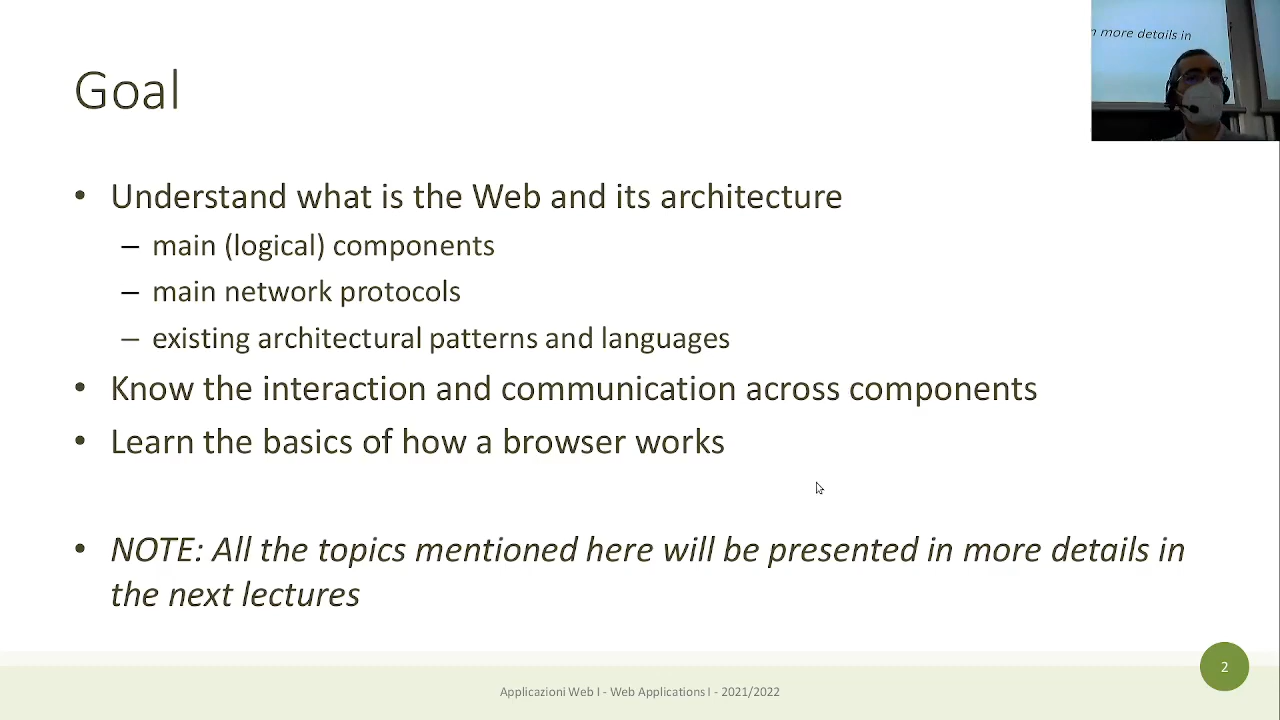 n more details in
Goal
• Understand what is the Web and its architecture
– main (logical) components
– main network protocols
– existing architectural patterns and languages
• Know the interaction and communication across components
• Learn the basics of how a browser works
• NOTE: All the topics mentioned here will be presented in more details in
the next lectures
2
Applicazioni Web I - Web Applications I - 2021/2022